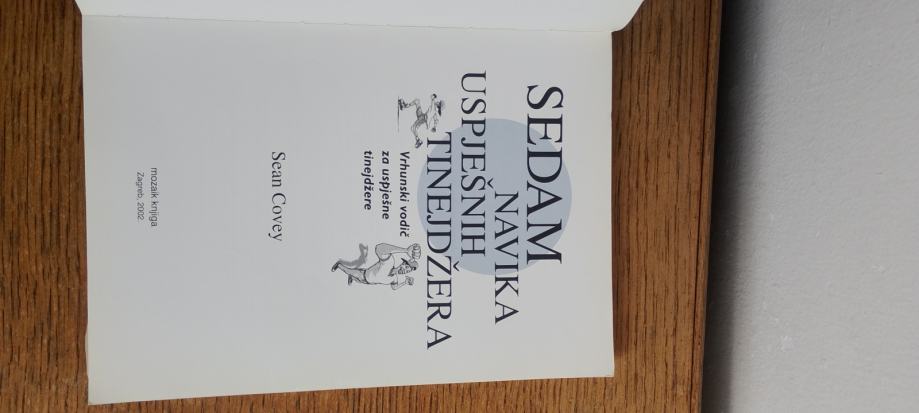 SEDAM
NAVIKA
USPJEŠNIH
TINEJDŽERA
Vrhunski vodič
za uspješne
tinejdžere
Sean Covey
mozaik knjiga
Zagreb, 2002.